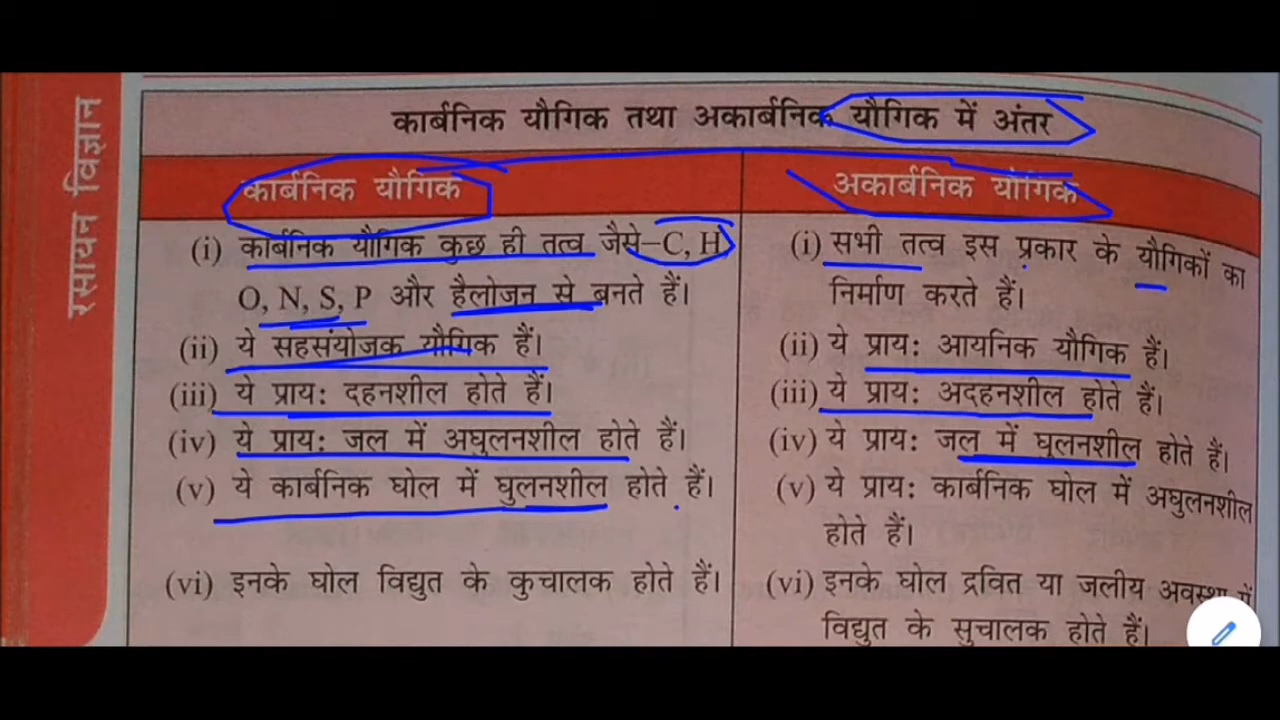 रसायन विज्ञान
कार्बनिक यौगिक तथा अकार्बनिक यौगिक में अंतर
कार्बनिक यौगिक
(i) कार्बनिक यौगिक कुछ ही तत्व जैसे–C, H
O, N, S, P और हैलोजन से बनते हैं।
(ii) ये सहसंयोजक यौगिक हैं।
(iii) ये प्राय: दहनशील होते हैं।
(iv) ये प्राय: जल में अघुलनशील होते हैं।
(v) ये कार्बनिक घोल में घुलनशील होते हैं।
(vi) इनके घोल विद्युत के कुचालक होते हैं।
अकार्बनिक यौगिक
(i) सभी तत्व इस प्रकार के यौगिकों का
निर्माण करते हैं।
(ii) ये प्राय: आयनिक यौगिक हैं।
(iii) ये प्राय: अदहनशील होते हैं।
(iv) ये प्राय: जल में घुलनशील होते हैं।
(v) ये प्राय: कार्बनिक घोल में अघुलनशील
होते हैं।
(vi) इनके घोल द्रवित या जलीय अवस्था में
विद्युत के सुचालक होते हैं।